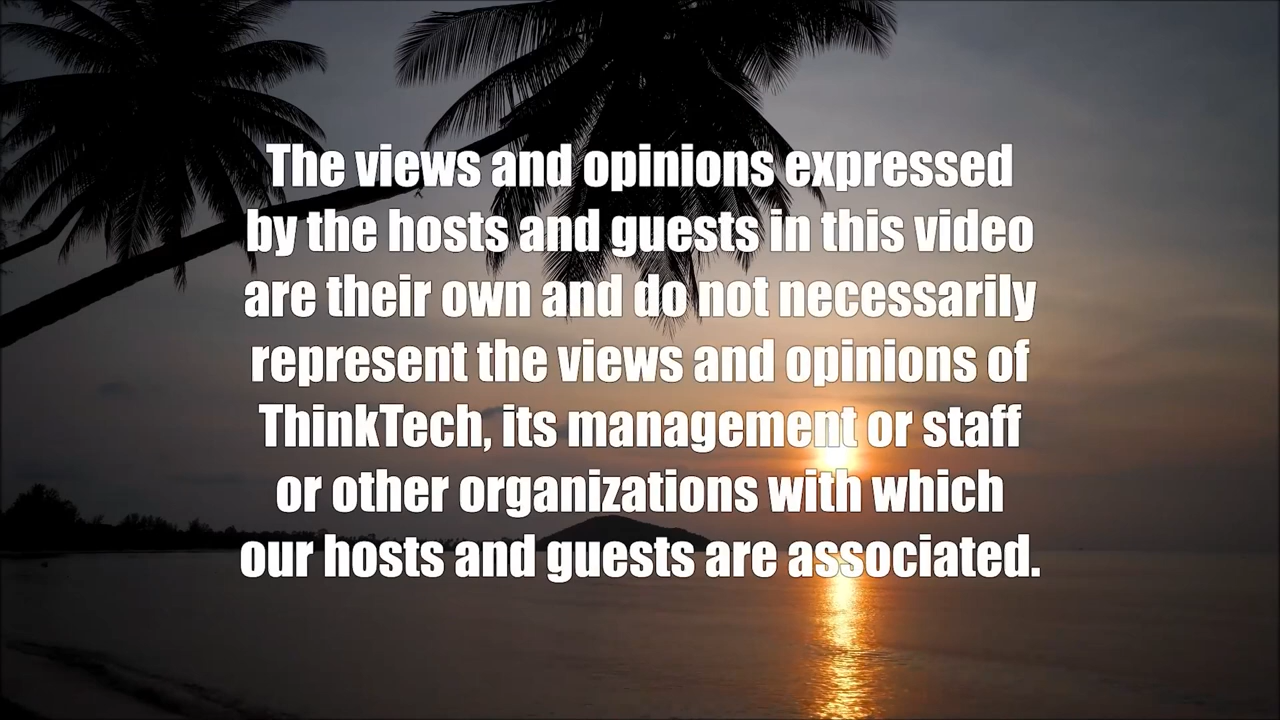 The views and opinions expressed
by the hosts and guests in this video
are their own and do not necessarily
represent the views and opinions of
ThinkTech, its management or staff
or other organizations with which
our hosts and guests are associated.